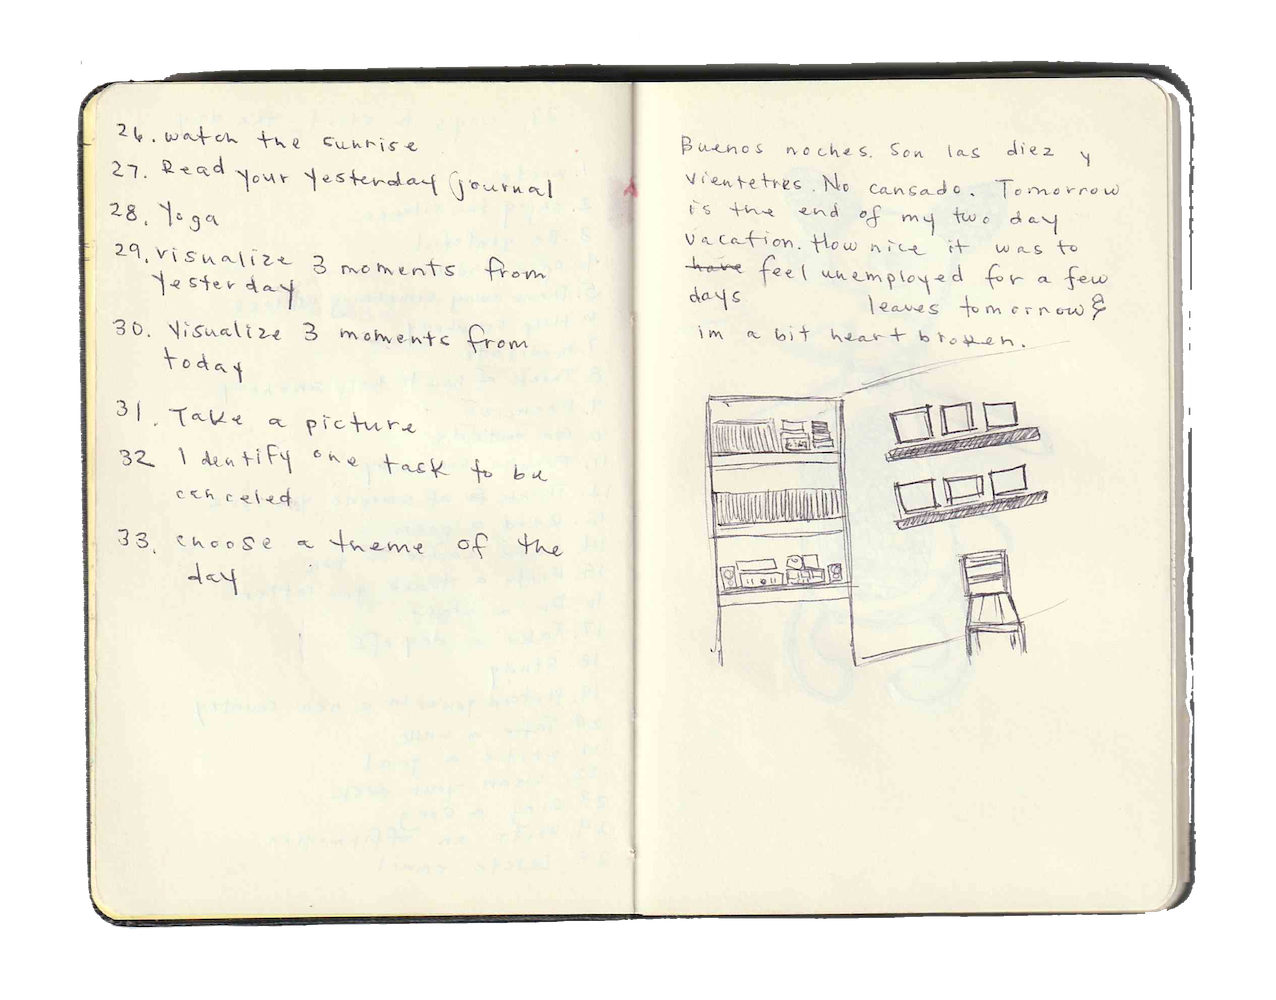 26. watch the sunrise
27. Read your yesterday journal
28. Yoga
29. visualize 3 moments from
yesterday
30. Visualize 3 moments from
today
31. Take a picture
32 Identify one task to be
canceled
33. choose a theme of the
day
Buenos noches. Son las diez y
vientetres. No cansado. Tomorrow
is the end of my two day
vacation. How nice it was to
have feel unemployed for a few
days leaves tomorrow &
im a bit heart broken.